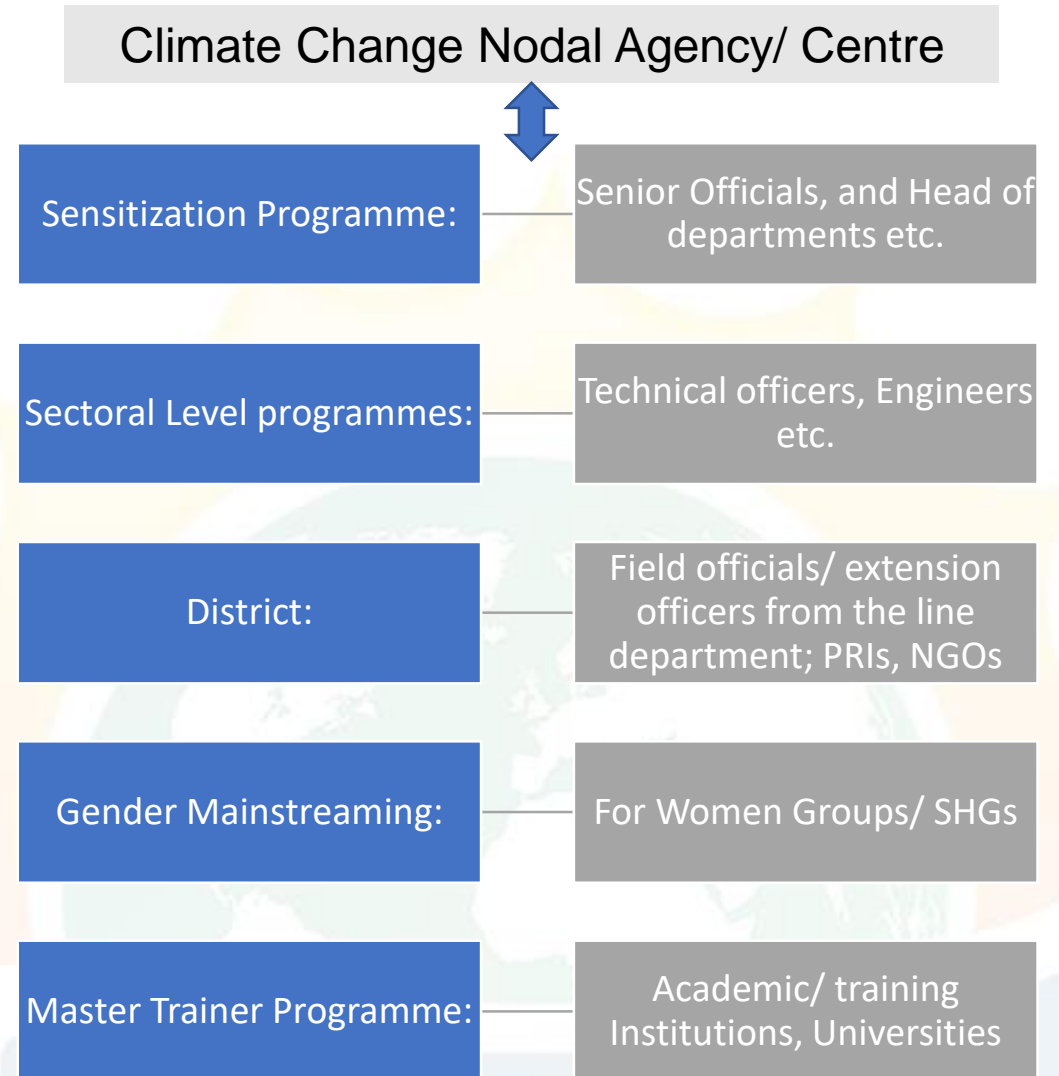 Climate Change Nodal Agency/ Centre
Sensitization Programme:
Senior Officials, and Head of
departments etc.
Sectoral Level programmes:
Technical officers, Engineers
etc.
District:
Field officials/ extension
officers from the line
department; PRIs, NGOs
Gender Mainstreaming:
For Women Groups/ SHGs
Master Trainer Programme:
Academic/ training
Institutions, Universities